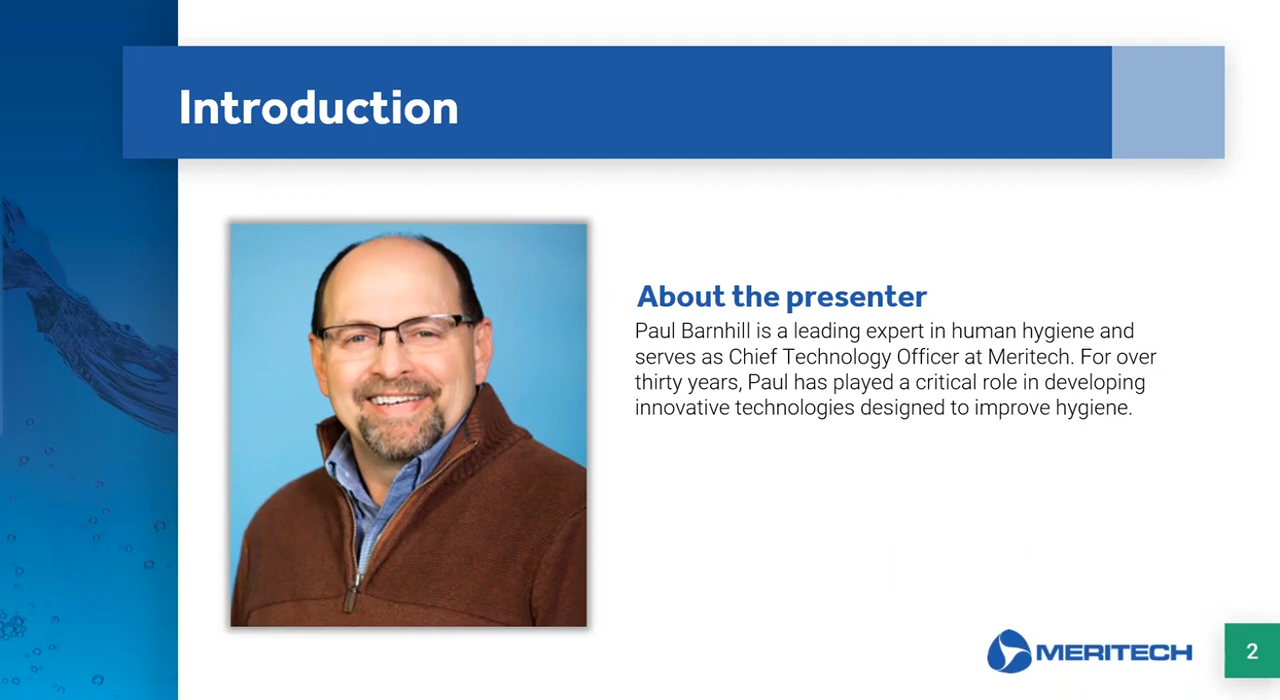 Introduction
About the presenter
Paul Barnhill is a leading expert in human hygiene and
serves as Chief Technology Officer at Meritech. For over
thirty years, Paul has played a critical role in developing
innovative technologies designed to improve hygiene.
MERITECH
2